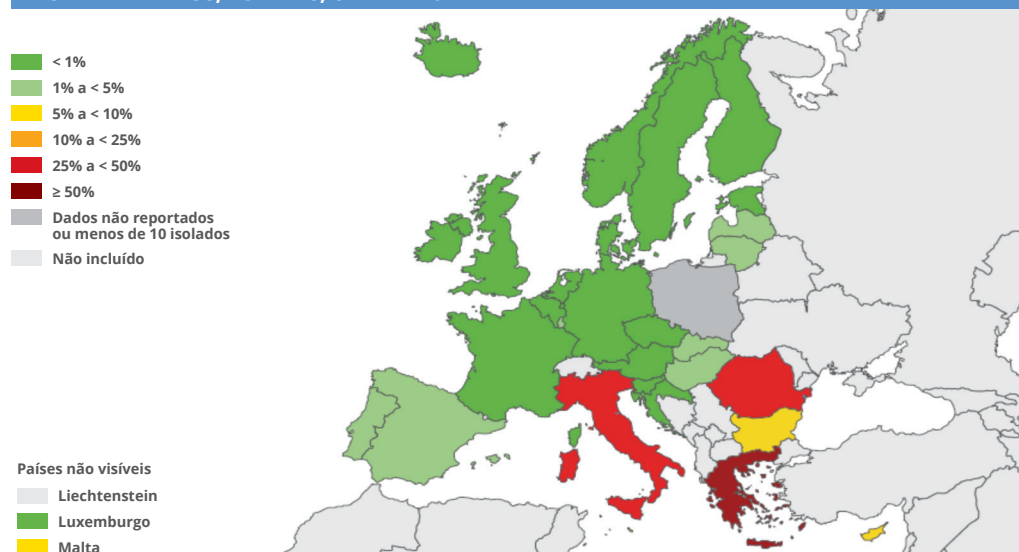 < 1%
1% a < 5%
5% a < 10%
10% a < 25%
25% a < 50%
≥ 50%
Dados não reportados
ou menos de 10 isolados
Não incluído
Países não visíveis
Liechtenstein
Luxemburgo
Malta